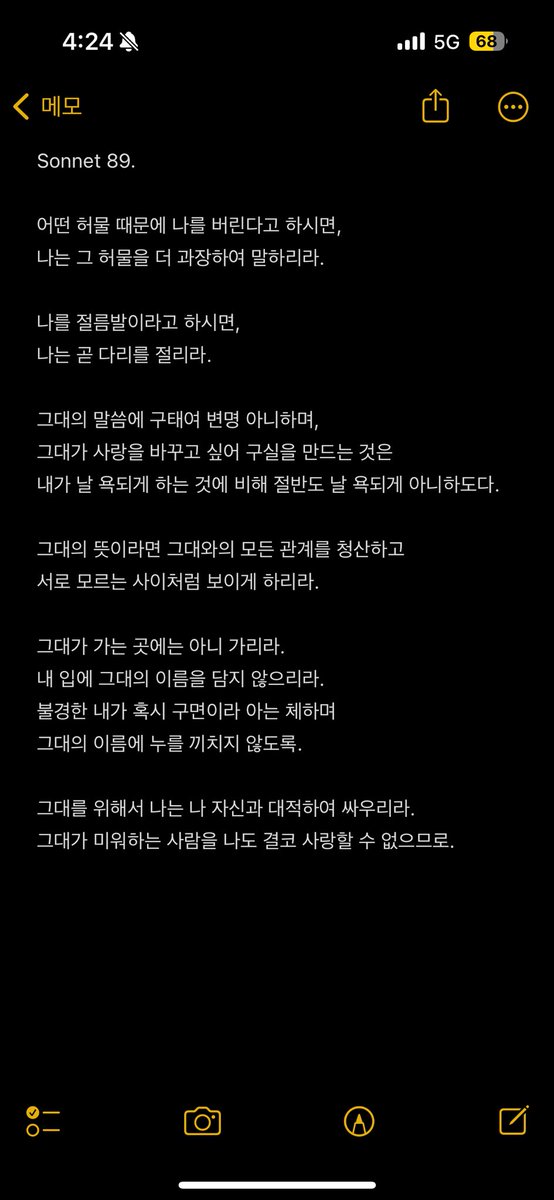 4:24
5G
68
메모
Sonnet 89.
어떤 허물 때문에 나를 버린다고 하시면,
나는 그 허물을 더 과장하여 말하리라.
나를 절름발이라고 하시면,
나는 곧 다리를 절리라.
그대의 말씀에 구태여 변명 아니하며,
그대가 사랑을 바꾸고 싶어 구실을 만드는 것은
내가 날 욕되게 하는 것에 비해 절반도 날 욕되게 아니하도다.
그대의 뜻이라면 그대와의 모든 관계를 청산하고
서로 모르는 사이처럼 보이게 하리라.
그대가 가는 곳에는 아니 가리라.
내 입에 그대의 이름을 담지 않으리라.
불경한 내가 혹시 구면이라 아는 체하며
그대의 이름에 누를 끼치지 않도록.
그대를 위해서 나는 나 자신과 대적하여 싸우리라.
그대가 미워하는 사람을 나도 결코 사랑할 수 없으므로.